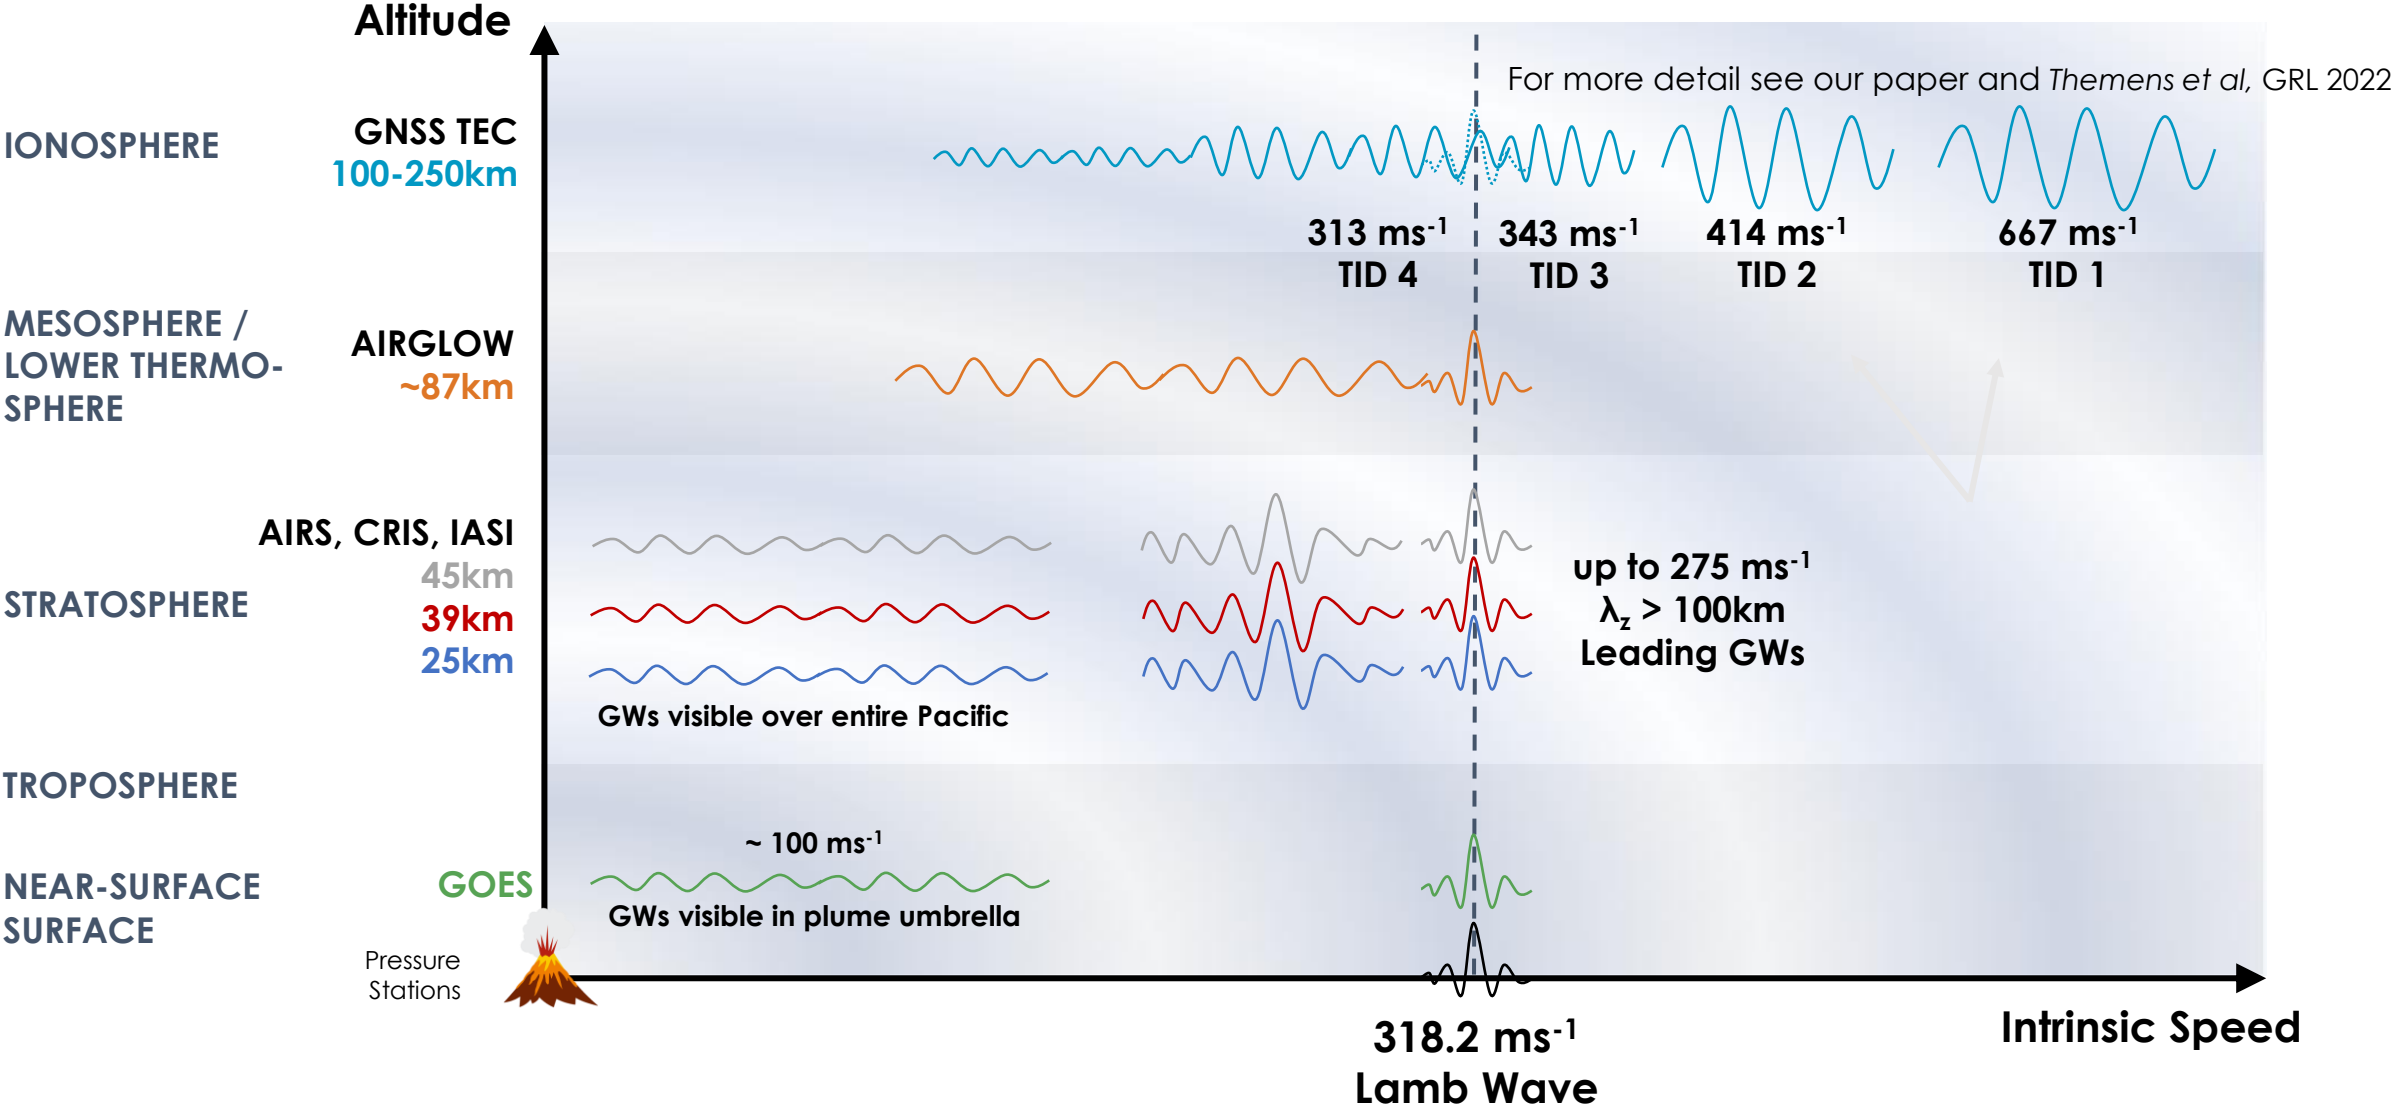 Altitude
For more detail see our paper and Themens et al, GRL 2022
IONOSPHERE
GNSS TEC
100-250km
313 ms⁻¹
TID 4
343 ms⁻¹
TID 3
414 ms⁻¹
TID 2
667 ms⁻¹
TID 1
MESOSPHERE /
LOWER THERMO-
SPHERE
AIRGLOW
~87km
STRATOSPHERE
AIRS, CRIS, IASI
45km
39km
25km
up to 275 ms⁻¹
λz > 100km
Leading GWs
GWs visible over entire Pacific
TROPOSPHERE
~ 100 ms⁻¹
NEAR-SURFACE
SURFACE
GOES
GWs visible in plume umbrella
Pressure
Stations
318.2 ms⁻¹
Lamb Wave
Intrinsic Speed